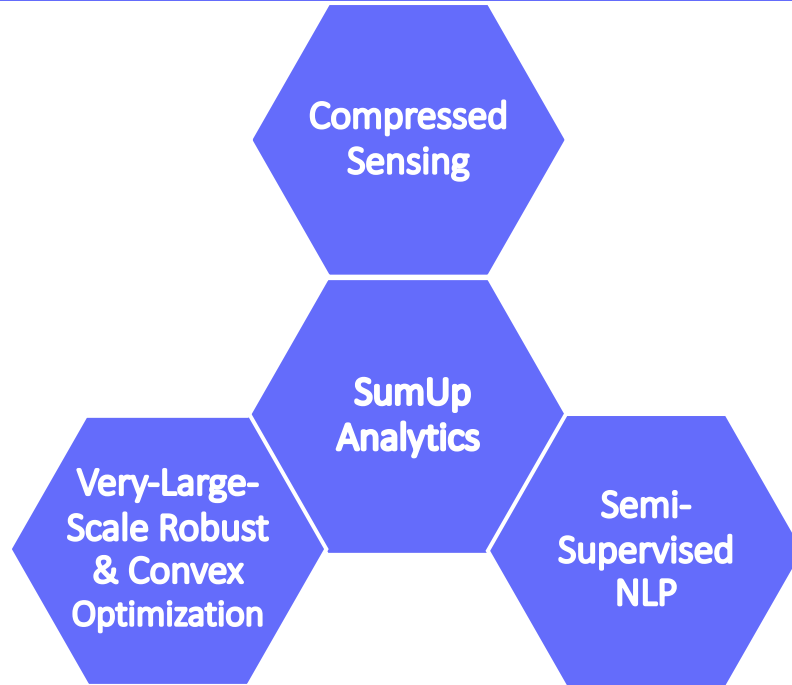 Compressed
Sensing
SumUp
Analytics
Very-Large-
Scale Robust
& Convex
Optimization
Semi-
Supervised
NLP